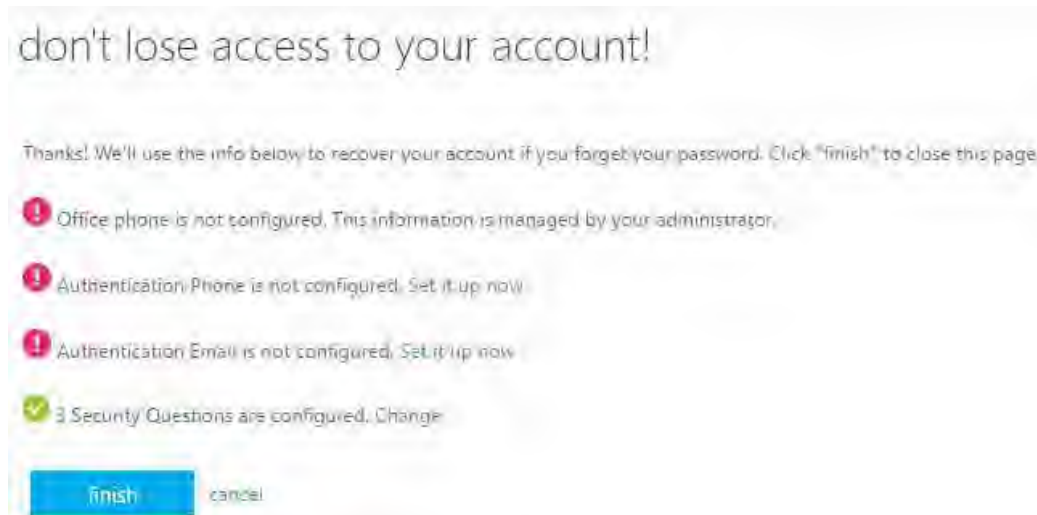 don't lose access to your account!
Thanks! We'll use the info below to recover your account if you forget your password. Click "finish" to close this page
Office phone is not configured. This information is managed by your administrator.
Authentication Phone is not configured. Set it up now
Authentication Email is not configured. Set it up now
3 Security Questions are configured. Change
finish cancel